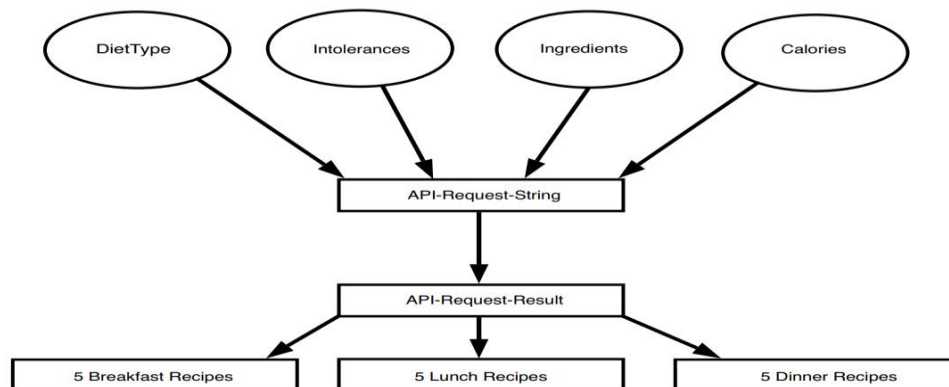 DietType
Intolerances
Ingredients
Calories
API-Request-String
API-Request-Result
5 Breakfast Recipes
5 Lunch Recipes
5 Dinner Recipes